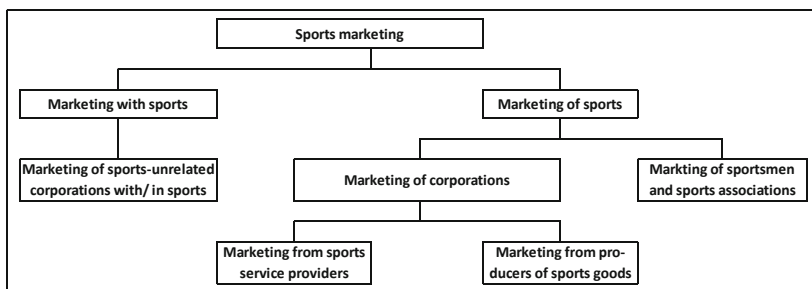 Sports marketing
Marketing with sports
Marketing of sports
Marketing of sports-unrelated
corporations with/ in sports
Marketing of corporations
Markting of sportsmen
and sports associations
Marketing from sports
service providers
Marketing from pro-
ducers of sports goods